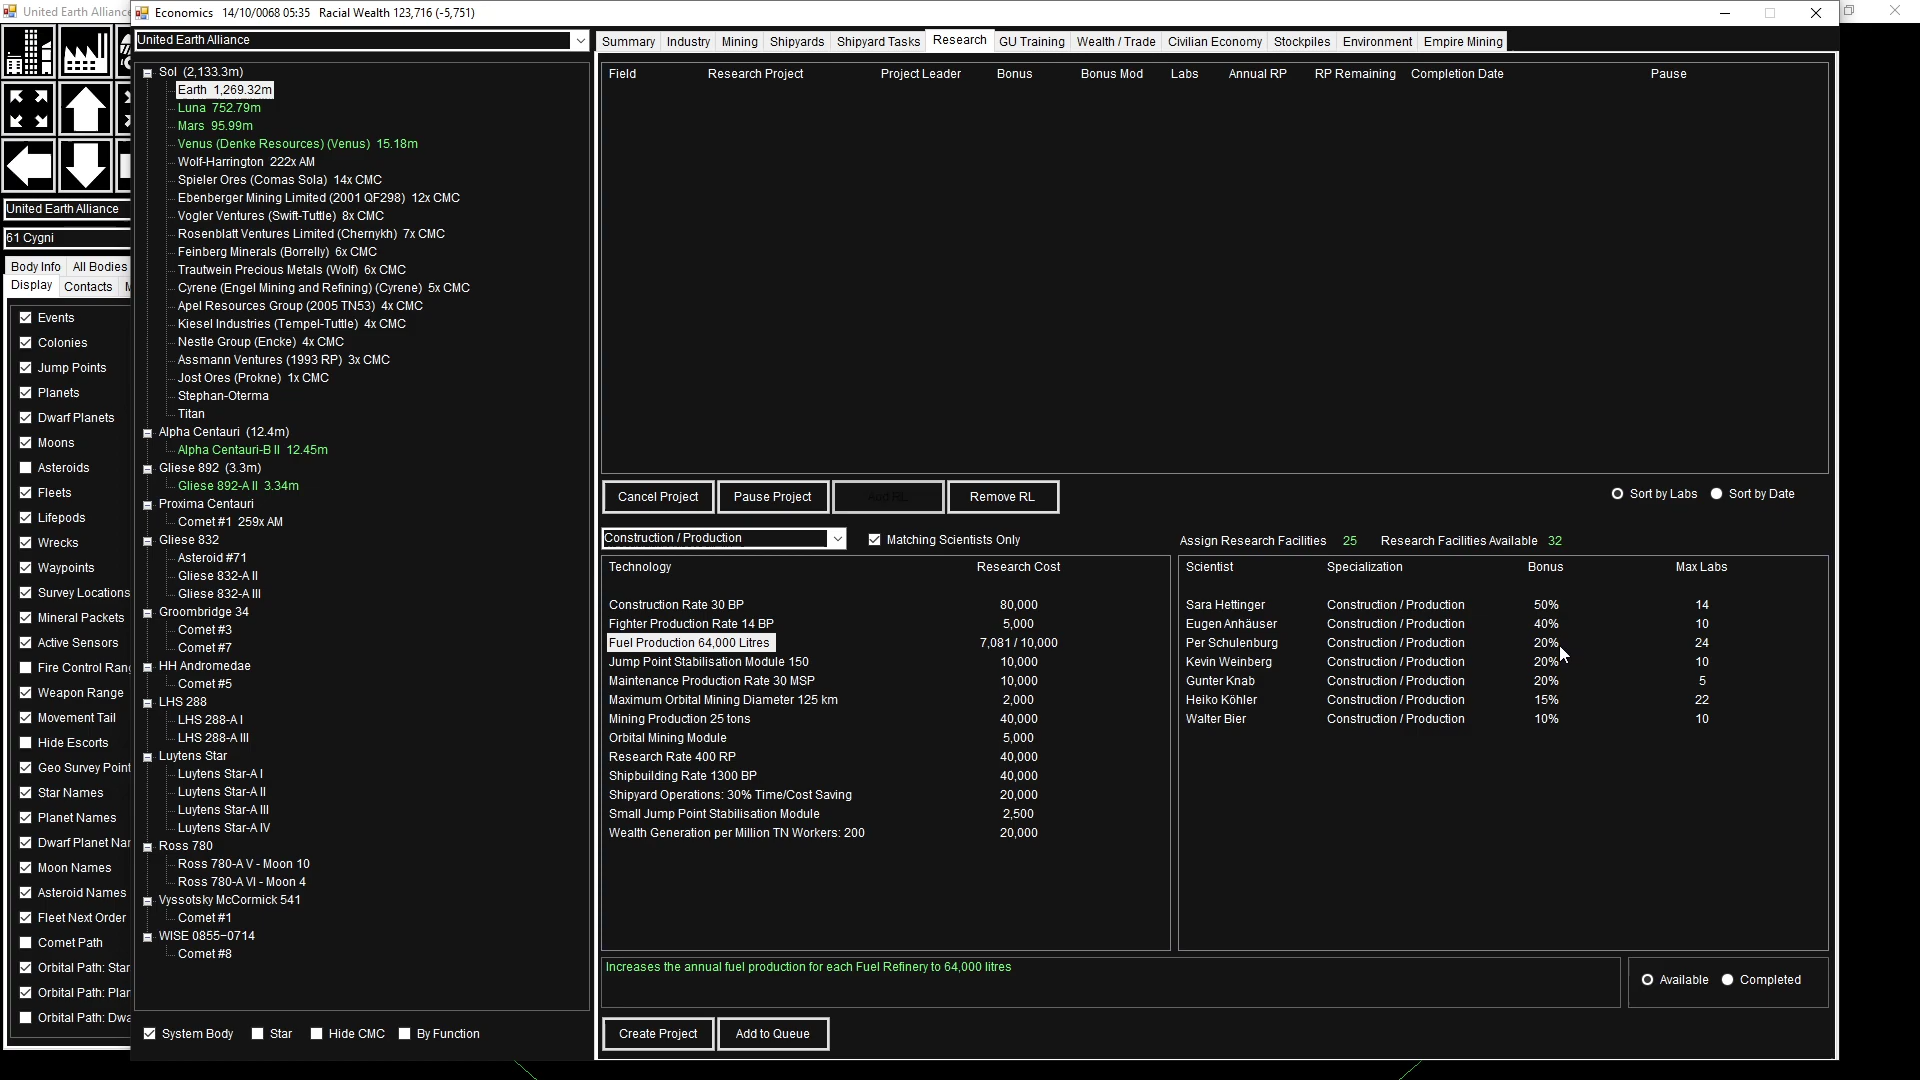 United Earth Alliance
Economics 14/10/0068 05:35 Racial Wealth 123,716 (-5,751)
United Earth Alliance
Summary Industry Mining Shipyards Shipyard Tasks Research GU Training Wealth / Trade Civilian Economy Stockpiles Environment Empire Mining
Sol (2,133.3m)
Earth 1,269.32m
Luna 752.79m
Mars 95.99m
Venus (Denke Resources) (Venus) 15.18m
Wolf-Harrington 222x AM
Spieler Ores (Comas Sola) 14x CMC
Ebenberger Mining Limited (2001 QF298) 12x CMC
Vogler Ventures (Swift-Tuttle) 8x CMC
Rosenblatt Ventures Limited (Chernykh) 7x CMC
Feinberg Minerals (Borrelly) 6x CMC
Trautwein Precious Metals (Wolf) 6x CMC
Cyrene (Engel Mining and Refining) (Cyrene) 5x CMC
Apel Resources Group (2005 TN53) 4x CMC
Kiesel Industries (Tempel-Tuttle) 4x CMC
Nestle Group (Encke) 4x CMC
Assmann Ventures (1993 RP) 3x CMC
Jost Ores (Prokne) 1x CMC
Stephan-Oterma
Titan
Alpha Centauri (12.4m)
Alpha Centauri-B II 12.45m
Gliese 892 (3.3m)
Gliese 892-A II 3.34m
Proxima Centauri
Comet #1 259x AM
Gliese 832
Asteroid #71
Gliese 832-A II
Gliese 832-A III
Groombridge 34
Comet #3
Comet #7
HH Andromedae
Comet #5
LHS 288
LHS 288-A I
LHS 288-A III
Luytens Star
Luytens Star-A I
Luytens Star-A II
Luytens Star-A III
Luytens Star-A IV
Ross 780
Ross 780-A V - Moon 10
Ross 780-A VI - Moon 4
Vyssotsky McCormick 541
Comet #1
WISE 0855-0714
Comet #8
System Body Star Hide CMC By Function
United Earth Alliance
61 Cygni
Body Info All Bodies
Display Contacts
Events
Colonies
Jump Points
Planets
Dwarf Planets
Moons
Asteroids
Fleets
Lifepods
Wrecks
Waypoints
Survey Locations
Mineral Packets
Active Sensors
Fire Control Rang
Weapon Range
Movement Tail
Hide Escorts
Geo Survey Point
Star Names
Planet Names
Dwarf Planet Nar
Moon Names
Asteroid Names
Fleet Next Order
Comet Path
Orbital Path: Star
Orbital Path: Plar
Orbital Path: Dwa
Field Research Project Project Leader Bonus Bonus Mod Labs Annual RP RP Remaining Completion Date Pause
Cancel Project Pause Project Add RL Remove RL Sort by Labs Sort by Date
Construction / Production Matching Scientists Only Assign Research Facilities 25 Research Facilities Available 32
Technology Research Cost
Construction Rate 30 BP 80,000
Fighter Production Rate 14 BP 5,000
Fuel Production 64,000 Litres 7,081 / 10,000
Jump Point Stabilisation Module 150 10,000
Maintenance Production Rate 30 MSP 10,000
Maximum Orbital Mining Diameter 125 km 2,000
Mining Production 25 tons 40,000
Orbital Mining Module 5,000
Research Rate 400 RP 40,000
Shipbuilding Rate 1300 BP 40,000
Shipyard Operations: 30% Time/Cost Saving 20,000
Small Jump Point Stabilisation Module 2,500
Wealth Generation per Million TN Workers: 200 20,000
Scientist Specialization Bonus Max Labs
Sara Hettinger Construction / Production 50% 14
Eugen Anhäuser Construction / Production 40% 10
Per Schulenburg Construction / Production 20% 24
Kevin Weinberg Construction / Production 20% 10
Gunter Knab Construction / Production 20% 5
Heiko Köhler Construction / Production 15% 22
Walter Bier Construction / Production 10% 10
Increases the annual fuel production for each Fuel Refinery to 64,000 litres
Available Completed
Create Project Add to Queue